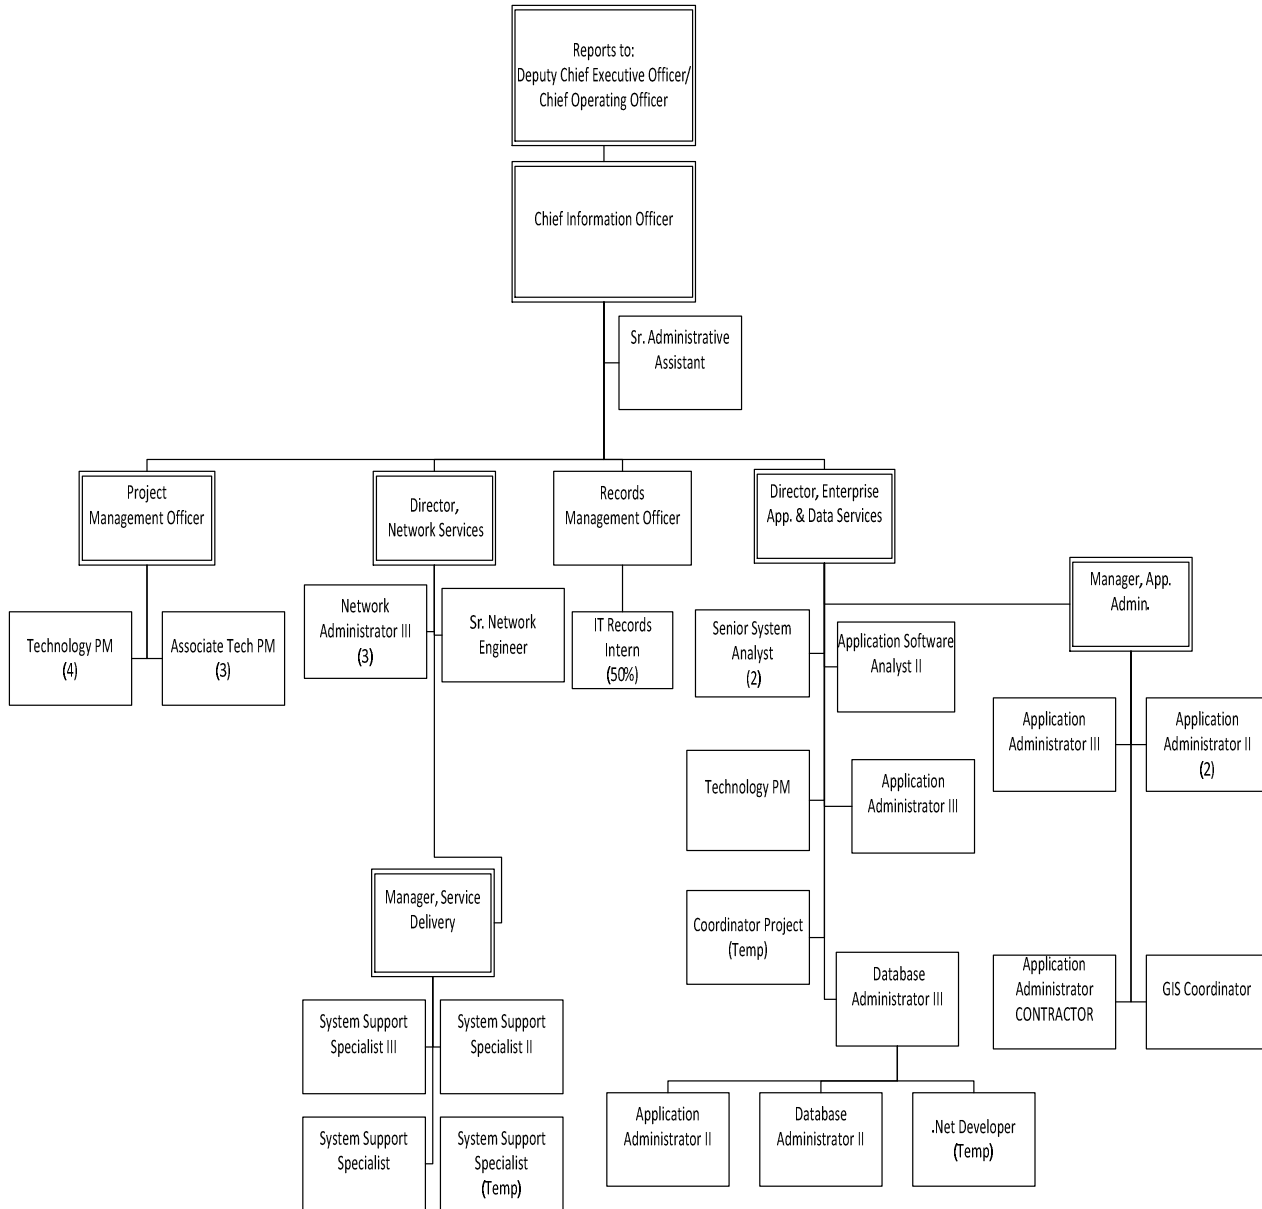 Reports to:
Deputy Chief Executive Officer/
Chief Operating Officer
Chief Information Officer
Sr. Administrative
Assistant
Project
Management Officer
Director,
Network Services
Records
Management Officer
Director, Enterprise
App. & Data Services
Manager, App.
Admin.
Technology PM
(4)
Associate Tech PM
(3)
Network
Administrator III
(3)
Sr. Network
Engineer
IT Records
Intern
(50%)
Senior System
Analyst
(2)
Application Software
Analyst II
Application
Administrator III
Application
Administrator II
(2)
Technology PM
Application
Administrator III
Manager, Service
Delivery
Coordinator Project
(Temp)
Database
Administrator III
Application
Administrator
CONTRACTOR
GIS Coordinator
System Support
Specialist III
System Support
Specialist II
Application
Administrator II
Database
Administrator II
.Net Developer
(Temp)
System Support
Specialist
System Support
Specialist
(Temp)